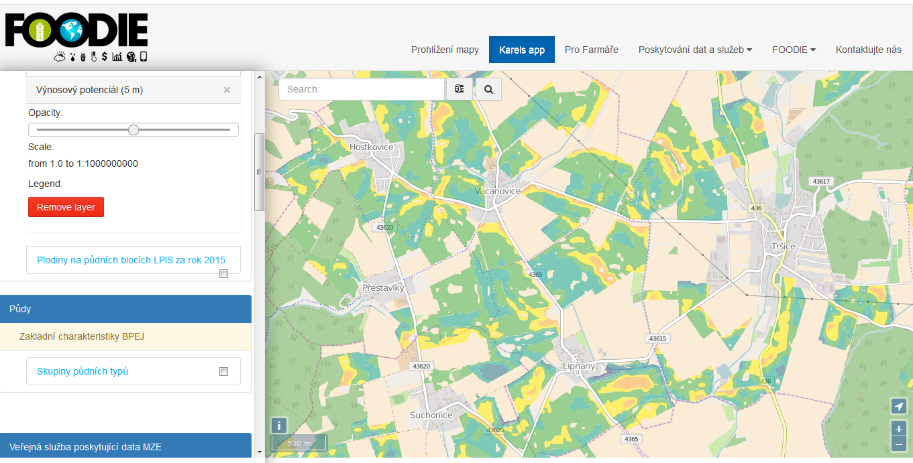 FOODIE
Prohlížení mapy
Karels app
Pro Farmáře
Poskytování dat a služeb
FOODIE
Kontaktujte nás
Výnosový potenciál (5 m)
Opacity:
Scale:
from 1:0 to 1:1000000000
Legend:
Remove layer
Plodiny na půdních blocích LPIS za rok 2015
Půdy
Zakladní charakteristiky BPEJ
Skupiny půdních typů
Veřejná služba poskytující data MZE
Search:
Hostkovice
Vacanovice
43617
436
43620
Tršice
4365
Přestavlky
43615
Lipňany
43620
436
Suchonice
43620
4365
i
500 m
+
−